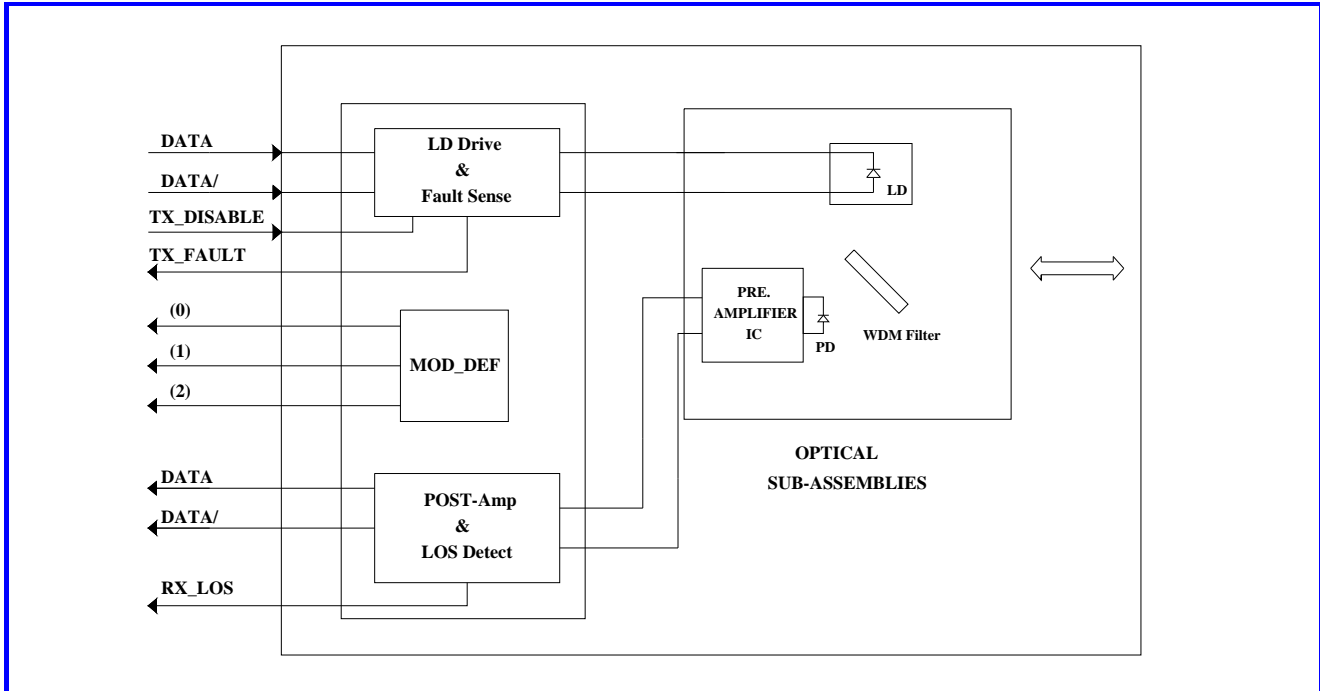 DATA
DATA/
TX_DISABLE
TX_FAULT
(0)
(1)
(2)
DATA
DATA/
RX_LOS
LD Drive
&
Fault Sense
MOD_DEF
POST-Amp
&
LOS Detect
LD
PRE.
AMPLIFIER
IC
PD
WDM Filter
OPTICAL
SUB-ASSEMBLIES